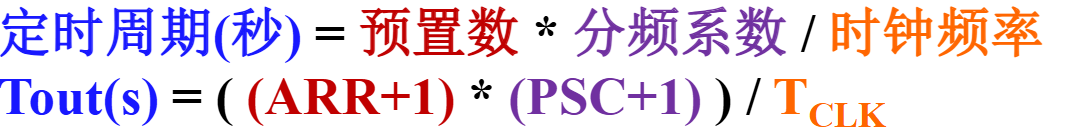 定时周期(秒) = 预置数 * 分频系数 / 时钟频率
Tout(s) = ( (ARR+1) * (PSC+1) ) / TCLK